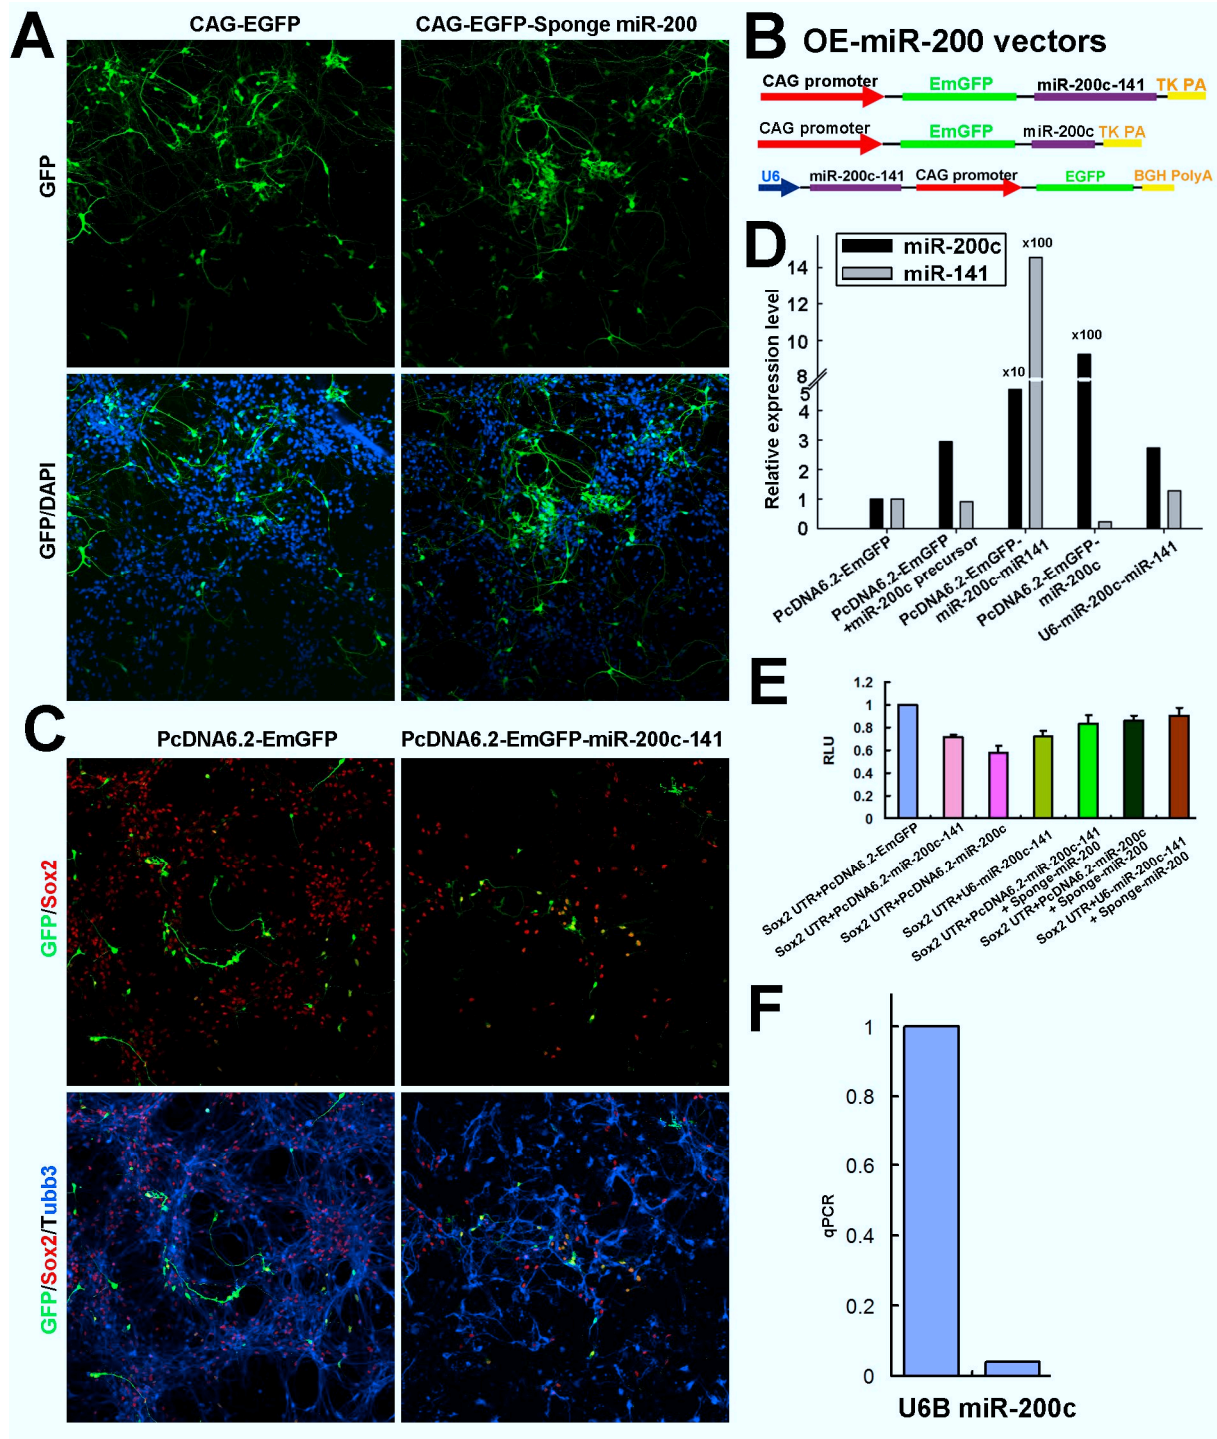 A
CAG-EGFP
CAG-EGFP-Sponge miR-200
GFP
GFP/DAPI
B OE-miR-200 vectors
CAG promoter EmGFP miR-200c-141 TK PA
CAG promoter EmGFP miR-200c TK PA
U6 miR-200c-141 CAG promoter EGFP BGH PolyA
C
PcDNA6.2-EmGFP
PcDNA6.2-EmGFP-miR-200c-141
GFP/Sox2
GFP/Sox2/Tubb3
D
miR-200c
miR-141
Relative expression level
14
12
10
8
5
4
3
2
1
0
x10
x100
x100
PcDNA6.2-EmGFP
PcDNA6.2-EmGFP
+miR-200c precursor
PcDNA6.2-EmGFP-
miR-200c-miR141
PcDNA6.2-EmGFP-
miR-200c
U6-miR-200c-miR-141
E
RLU
1.2
1
0.8
0.6
0.4
0.2
0
Sox2 UTR+PcDNA6.2-EmGFP
Sox2 UTR+PcDNA6.2-miR-200c-141
Sox2 UTR+PcDNA6.2-miR-200c
Sox2 UTR+U6-miR-200c-141
Sox2 UTR+PcDNA6.2-miR-200c-141
+ Sponge-miR-200
Sox2 UTR+PcDNA6.2-miR-200c
+ Sponge-miR-200
Sox2 UTR+U6-miR-200c-141
+ Sponge-miR-200
F
qPCR
1
0.8
0.6
0.4
0.2
0
U6B miR-200c